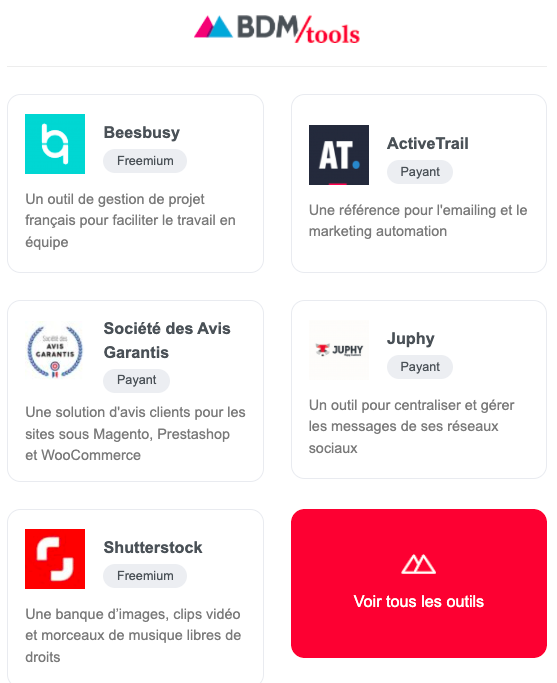 BDM/tools
Beesbusy
Freemium
Un outil de gestion de projet
français pour faciliter le travail en
équipe
AT.
ActiveTrail
Payant
Une référence pour l'emailing et le
marketing automation
Société des
AVIS
GARANTIS
Société des Avis
Garantis
Payant
Une solution d'avis clients pour les
sites sous Magento, Prestashop
et WooCommerce
JUPHY
Juphy
Payant
Un outil pour centraliser et gérer
les messages de ses réseaux
sociaux
Shutterstock
Freemium
Une banque d’images, clips vidéo
et morceaux de musique libres de
droits
Voir tous les outils